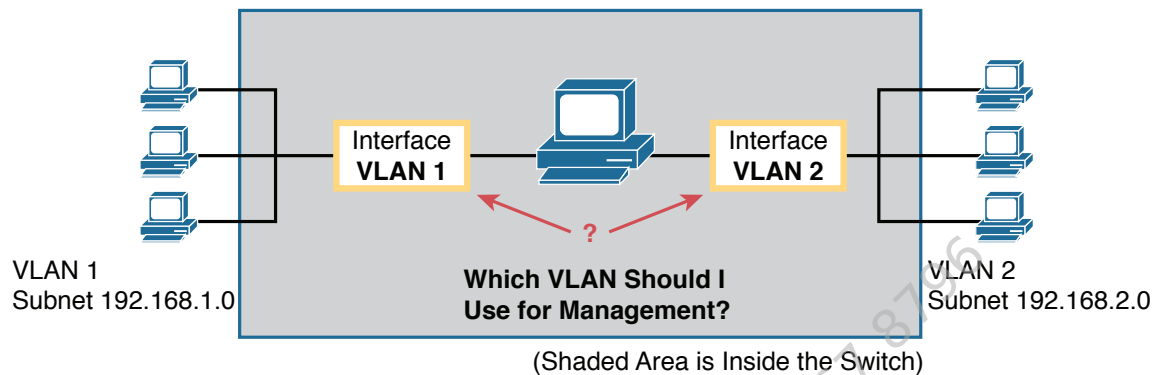 Interface
VLAN 1
Interface
VLAN 2
?
VLAN 1
Subnet 192.168.1.0
Which VLAN Should I
Use for Management?
VLAN 2
Subnet 192.168.2.0
(Shaded Area is Inside the Switch)
8796